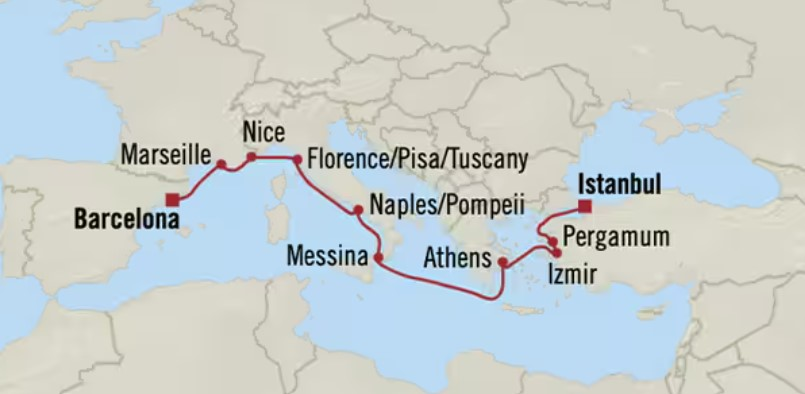 Nice
Marseille
Florence/Pisa/Tuscany
Istanbul
Barcelona
Naples/Pompeii
Pergamum
Messina
Athens
Izmir